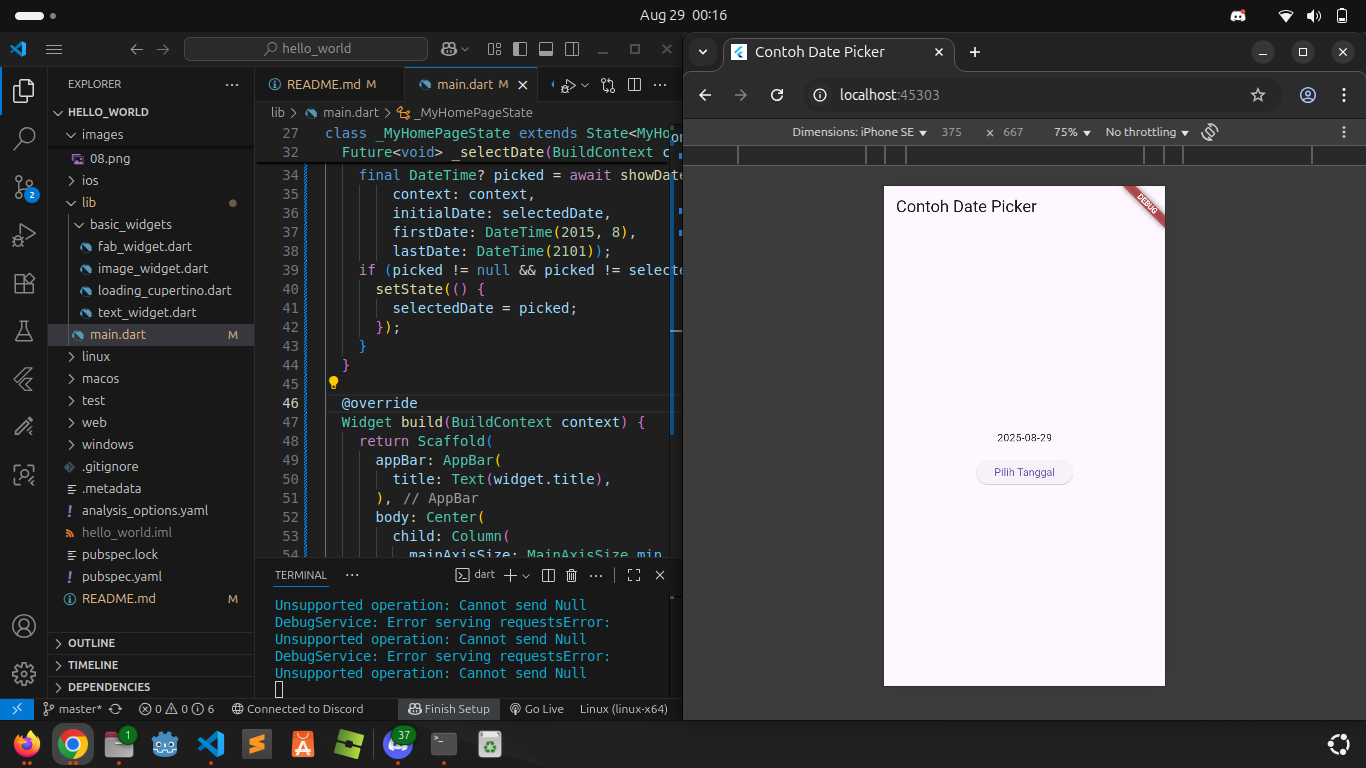 Aug 29 00:16
hello_world
EXPLORER
HELLO_WORLD
images
08.png
ios
lib
basic_widgets
fab_widget.dart
image_widget.dart
loading_cupertino.dart
text_widget.dart
main.dart M
linux
macos
test
web
windows
.gitignore
.metadata
analysis_options.yaml
hello_world.iml
pubspec.lock
pubspec.yaml
README.md M
OUTLINE
TIMELINE
DEPENDENCIES
2
README.md M
main.dart M
lib > main.dart > _MyHomePageState
27 class _MyHomePageState extends State<MyHo
32 Future<void> _selectDate(BuildContext c
34 final DateTime? picked = await showDate
35 context: context,
36 initialDate: selectedDate,
37 firstDate: DateTime(2015, 8),
38 lastDate: DateTime(2101));
39 if (picked != null && picked != selecte
40 setState(() {
41 selectedDate = picked;
42 });
43 }
44 }
45
46 @override
47 Widget build(BuildContext context) {
48 return Scaffold(
49 appBar: AppBar(
50 title: Text(widget.title),
51 ), // AppBar
52 body: Center(
53 child: Column(
54 mainAxisSize: MainAxisSize.min
TERMINAL
dart
Unsupported operation: Cannot send Null
DebugService: Error serving requestsError:
Unsupported operation: Cannot send Null
DebugService: Error serving requestsError:
Unsupported operation: Cannot send Null
master* 0 0 6 Connected to Discord Finish Setup Go Live Linux (linux-x64)
Contoh Date Picker
localhost:45303
Dimensions: iPhone SE 375 x 667 75% No throttling
Contoh Date Picker
DEBUG
2025-08-29
Pilih Tanggal
1
37